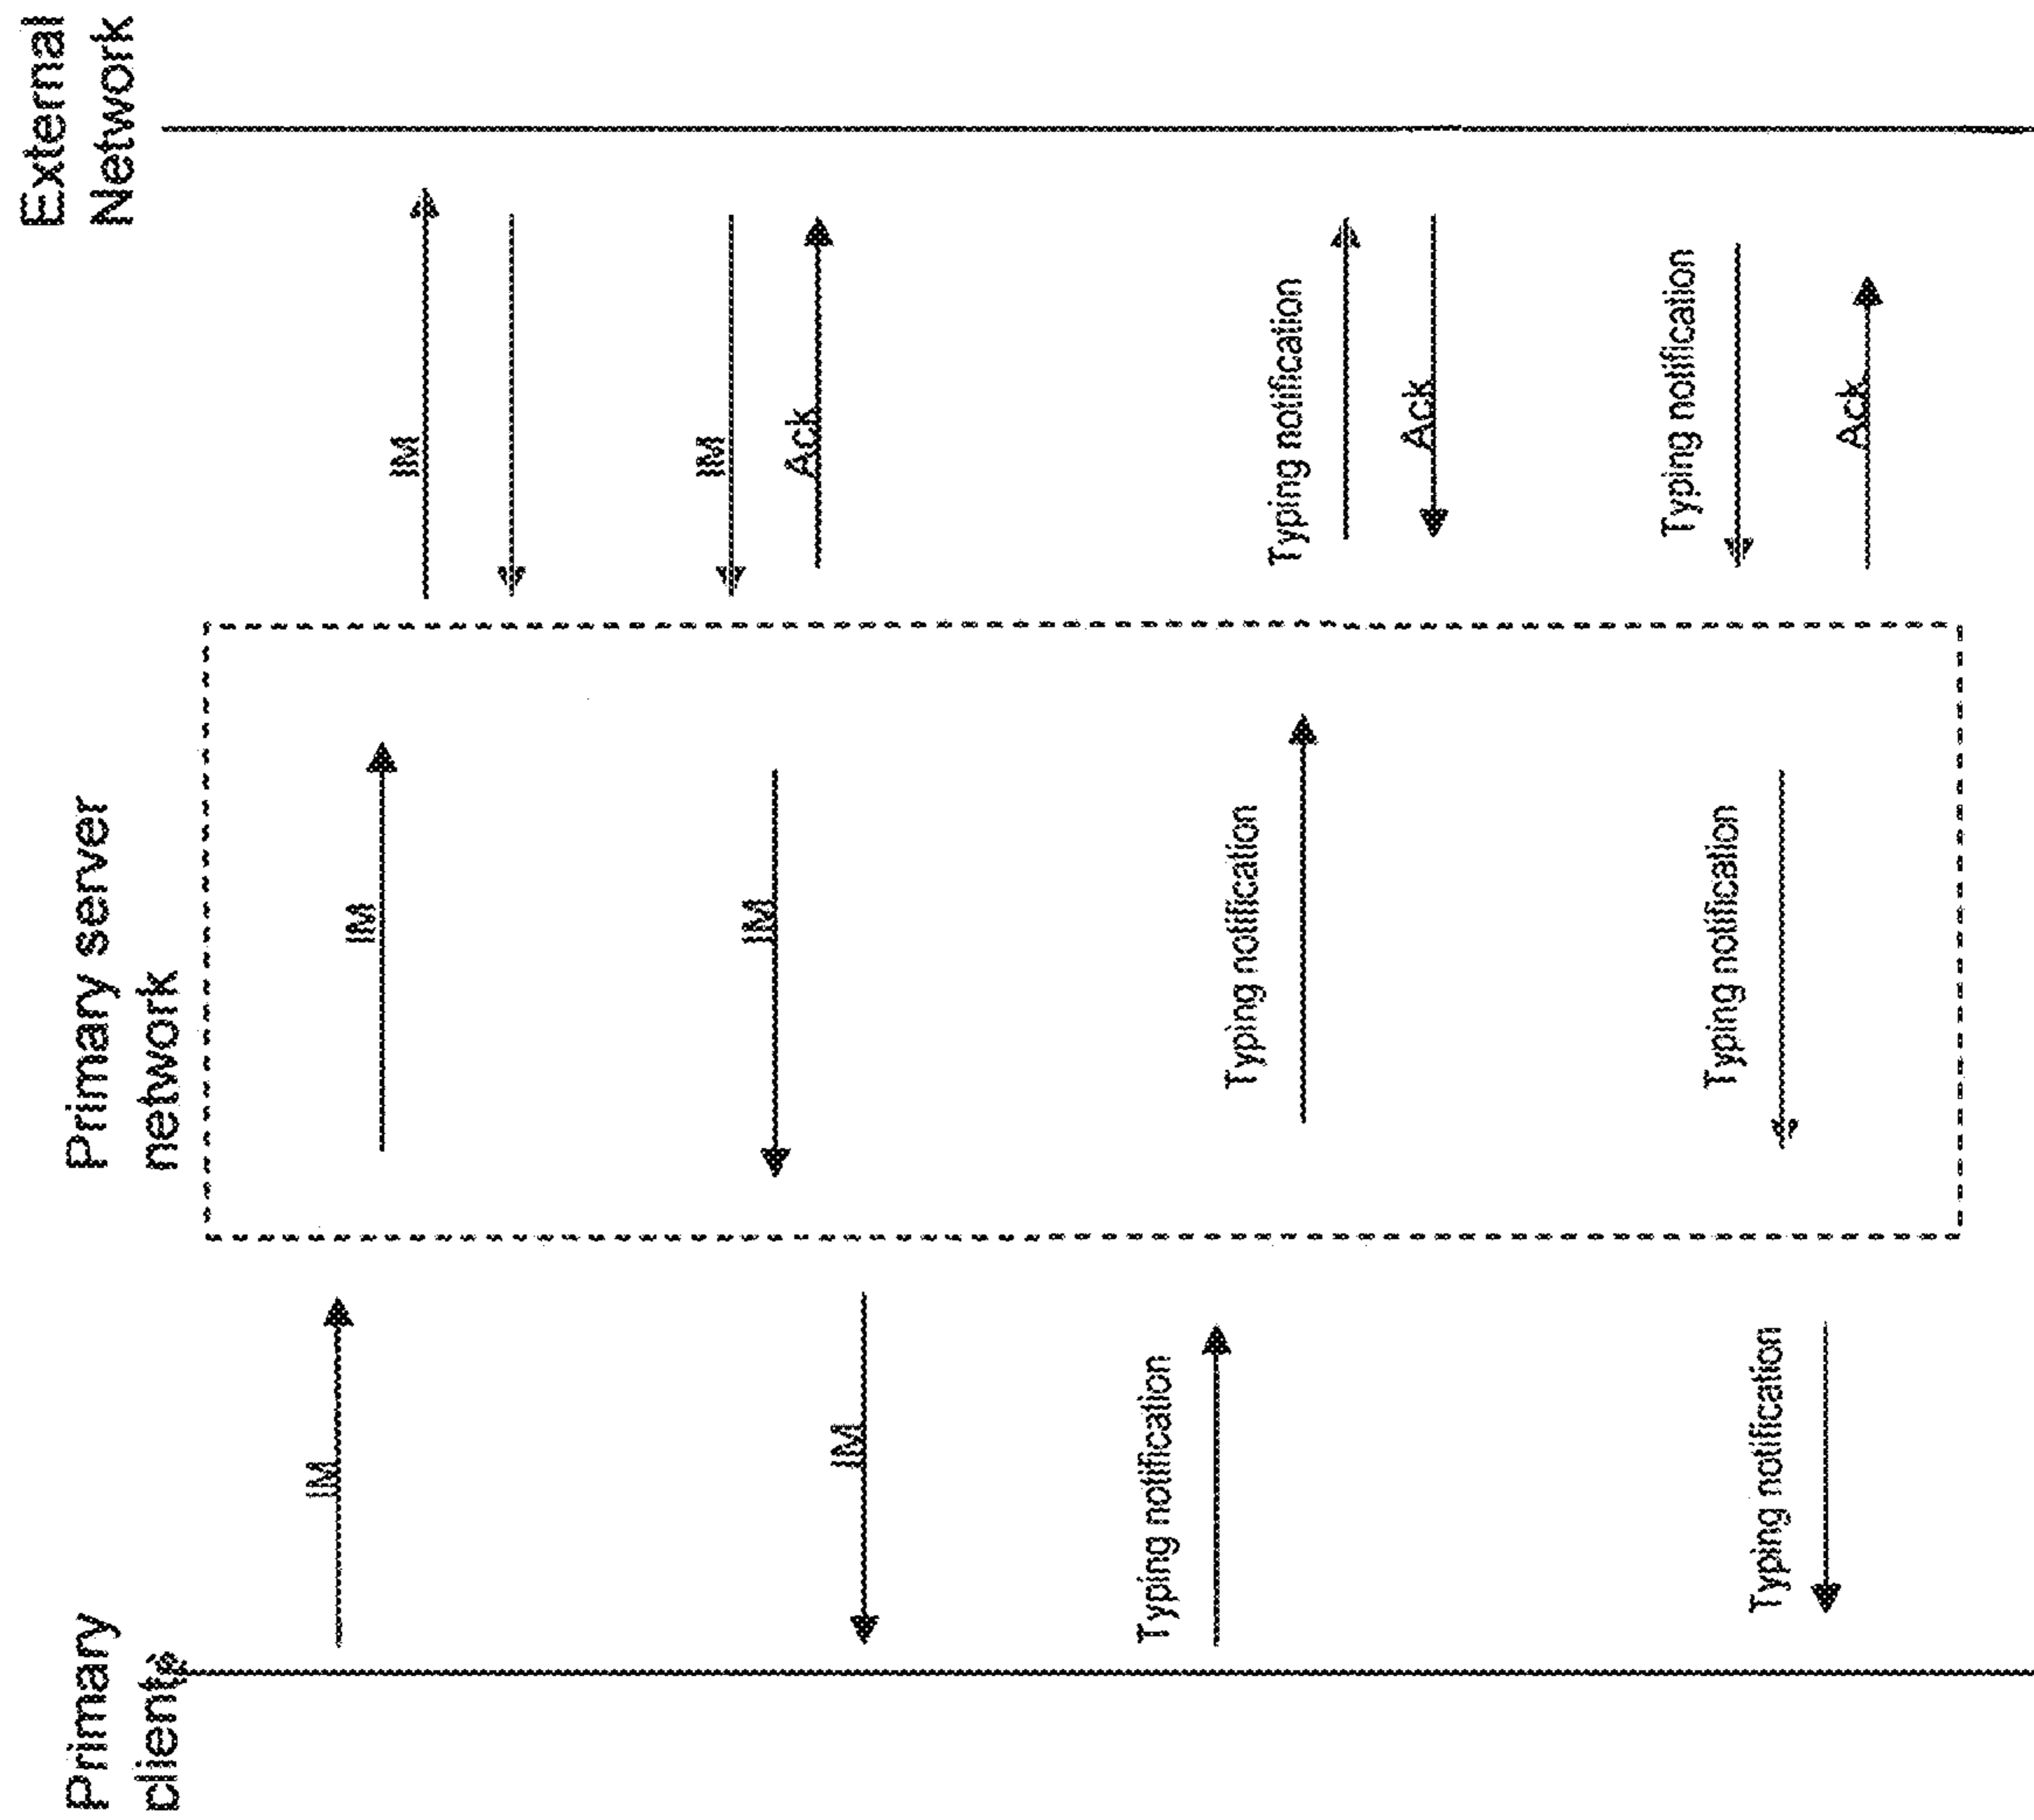 Primary
clients
Primary server
network
External
Network
IM
IM
IM
IM
Ack
IM
IM
Typing notification
Typing notification
Typing notification
Ack
Typing notification
Typing notification
Typing notification
Ack